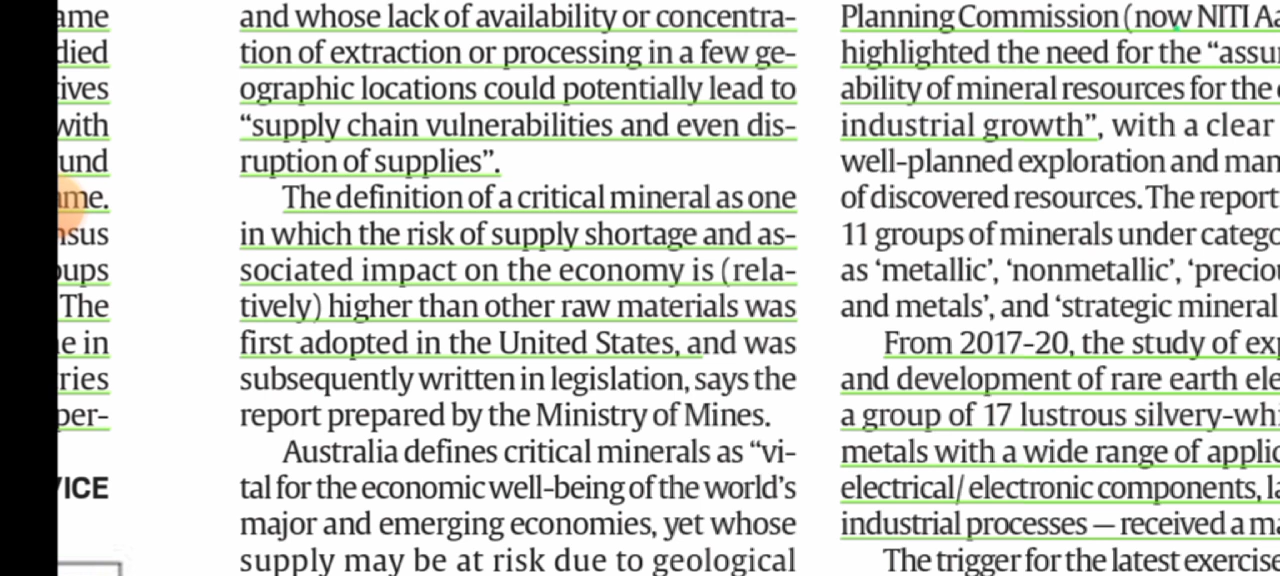 ame
died
tives
with
und
ame.
nsus
oups
The
e in
ries
per-
VICE
and whose lack of availability or concentra-
tion of extraction or processing in a few ge-
ographic locations could potentially lead to
“supply chain vulnerabilities and even dis-
ruption of supplies”.
The definition of a critical mineral as one
in which the risk of supply shortage and as-
sociated impact on the economy is (rela-
tively) higher than other raw materials was
first adopted in the United States, and was
subsequently written in legislation, says the
report prepared by the Ministry of Mines.
Australia defines critical minerals as “vi-
tal for the economic well-being of the world’s
major and emerging economies, yet whose
supply may be at risk due to geological
Planning Commission (now NITI Aa
highlighted the need for the “assu
ability of mineral resources for the
industrial growth”, with a clear
well-planned exploration and man
of discovered resources. The report
11 groups of minerals under catego
as ‘metallic’, ‘nonmetallic’, ‘preciou
and metals’, and ‘strategic mineral
From 2017-20, the study of exp
and development of rare earth ele
a group of 17 lustrous silvery-whi
metals with a wide range of applic
electrical/electronic components, la
industrial processes — received a ma
The trigger for the latest exercise